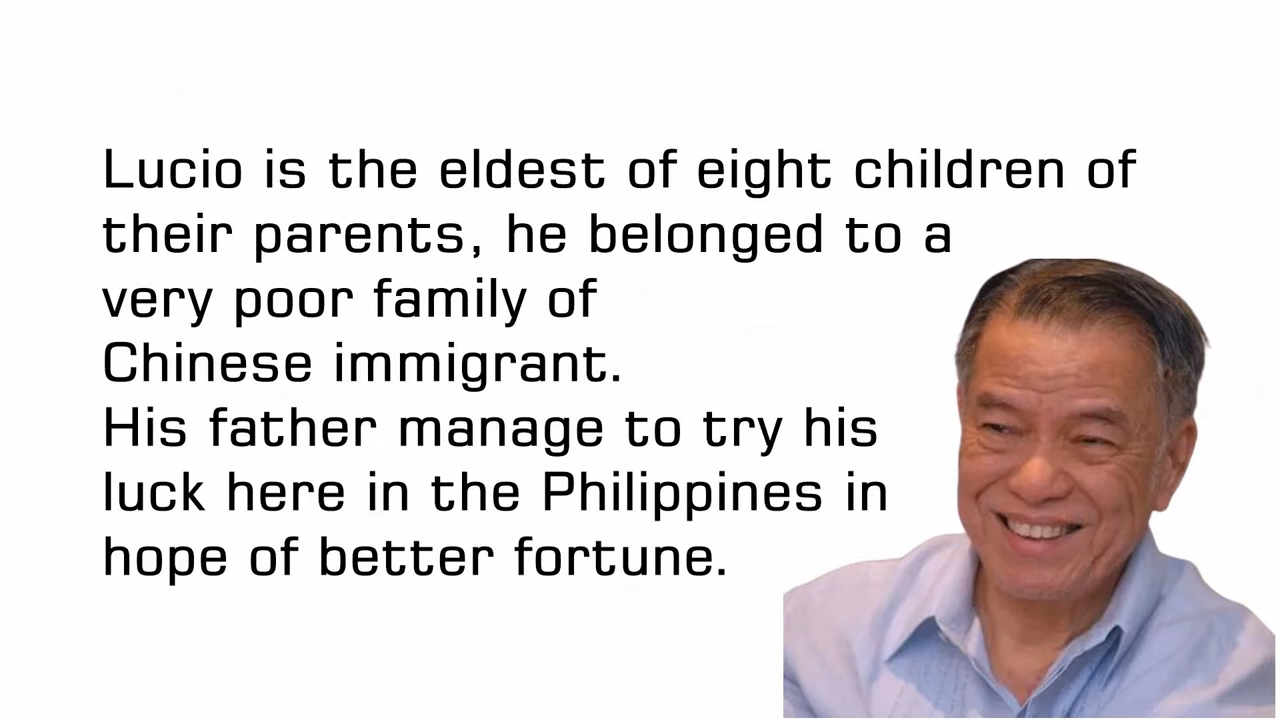 Lucio is the eldest of eight children of
their parents, he belonged to a
very poor family of
Chinese immigrant.
His father manage to try his
luck here in the Philippines in
hope of better fortune.